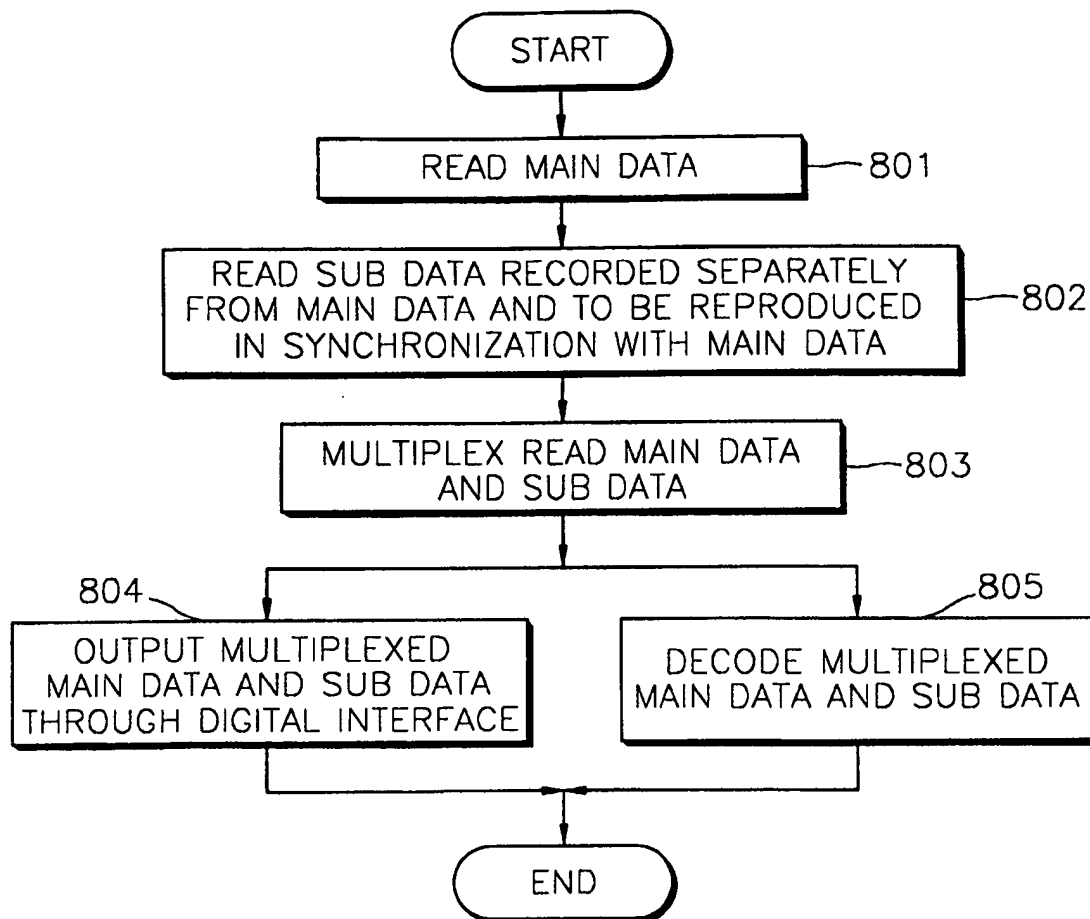 START
READ MAIN DATA
801
READ SUB DATA RECORDED SEPARATELY
FROM MAIN DATA AND TO BE REPRODUCED
IN SYNCHRONIZATION WITH MAIN DATA
802
MULTIPLEX READ MAIN DATA
AND SUB DATA
803
804
OUTPUT MULTIPLEXED
MAIN DATA AND SUB DATA
THROUGH DIGITAL INTERFACE
805
DECODE MULTIPLEXED
MAIN DATA AND SUB DATA
END